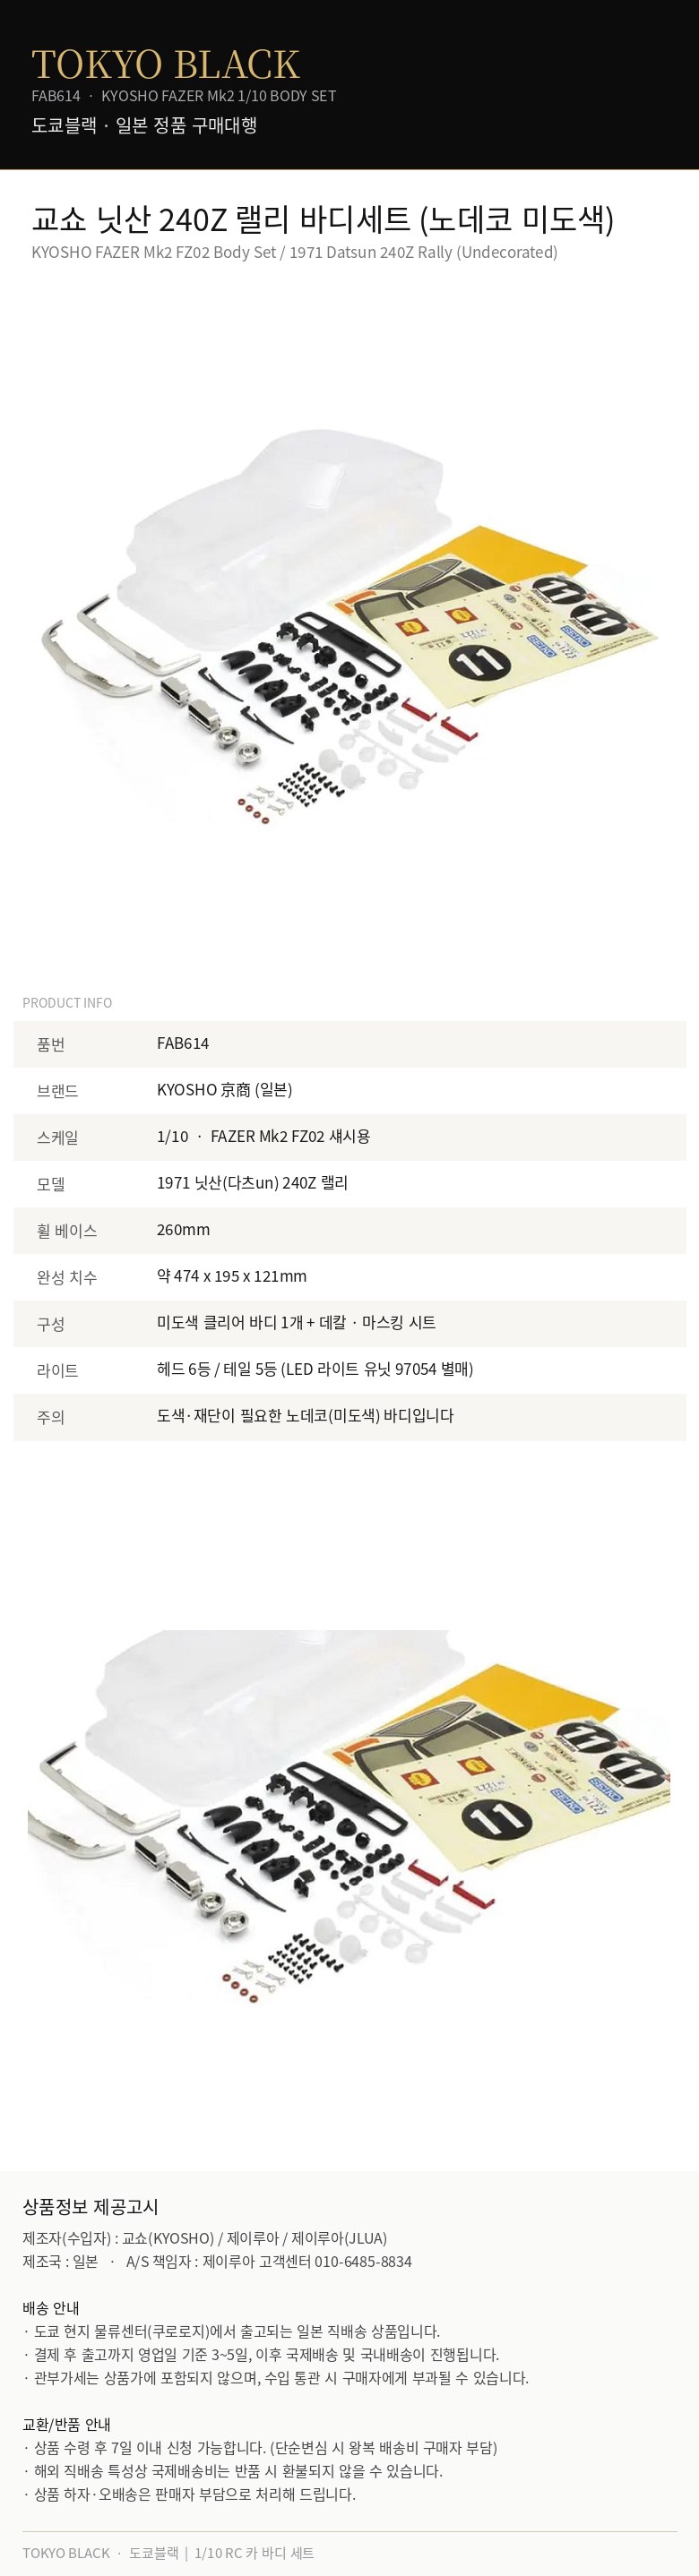 TOKYO BLACK
FAB614 · KYOSHO FAZER Mk2 1/10 BODY SET
도쿄블랙 · 일본 정품 구매대행
교쇼 닛산 240Z 랠리 바디세트 (노데코 미도색)
KYOSHO FAZER Mk2 FZ02 Body Set / 1971 Datsun 240Z Rally (Undecorated)
11
11
DUNLOP
SEIKO
11
PRODUCT INFO
품번 FAB614
브랜드 KYOSHO 京商 (일본)
스케일 1/10 · FAZER Mk2 FZ02 섀시용
모델 1971 닛산(다츠un) 240Z 랠리
휠 베이스 260mm
완성 치수 약 474 x 195 x 121mm
구성 미도색 클리어 바디 1개 + 데칼 · 마스킹 시트
라이트 헤드 6등 / 테일 5등 (LED 라이트 유닛 97054 별매)
주의 도색·재단이 필요한 노데코(미도색) 바디입니다
11
11
DUNLOP
SEIKO
11
상품정보 제공고시
제조자(수입자) : 교쇼(KYOSHO) / 제이루아 / 제이루아(JLUA)
제조국 : 일본 · A/S 책임자 : 제이루아 고객센터 010-6485-8834
배송 안내
· 도쿄 현지 물류센터(쿠로로지)에서 출고되는 일본 직배송 상품입니다.
· 결제 후 출고까지 영업일 기준 3~5일, 이후 국제배송 및 국내배송이 진행됩니다.
· 관부가세는 상품가에 포함되지 않으며, 수입 통관 시 구매자에게 부과될 수 있습니다.
교환/반품 안내
· 상품 수령 후 7일 이내 신청 가능합니다. (단순변심 시 왕복 배송비 구매자 부담)
· 해외 직배송 특성상 국제배송비는 반품 시 환불되지 않을 수 있습니다.
· 상품 하자·오배송은 판매자 부담으로 처리해 드립니다.
TOKYO BLACK · 도쿄블랙 | 1/10 RC 카 바디 세트